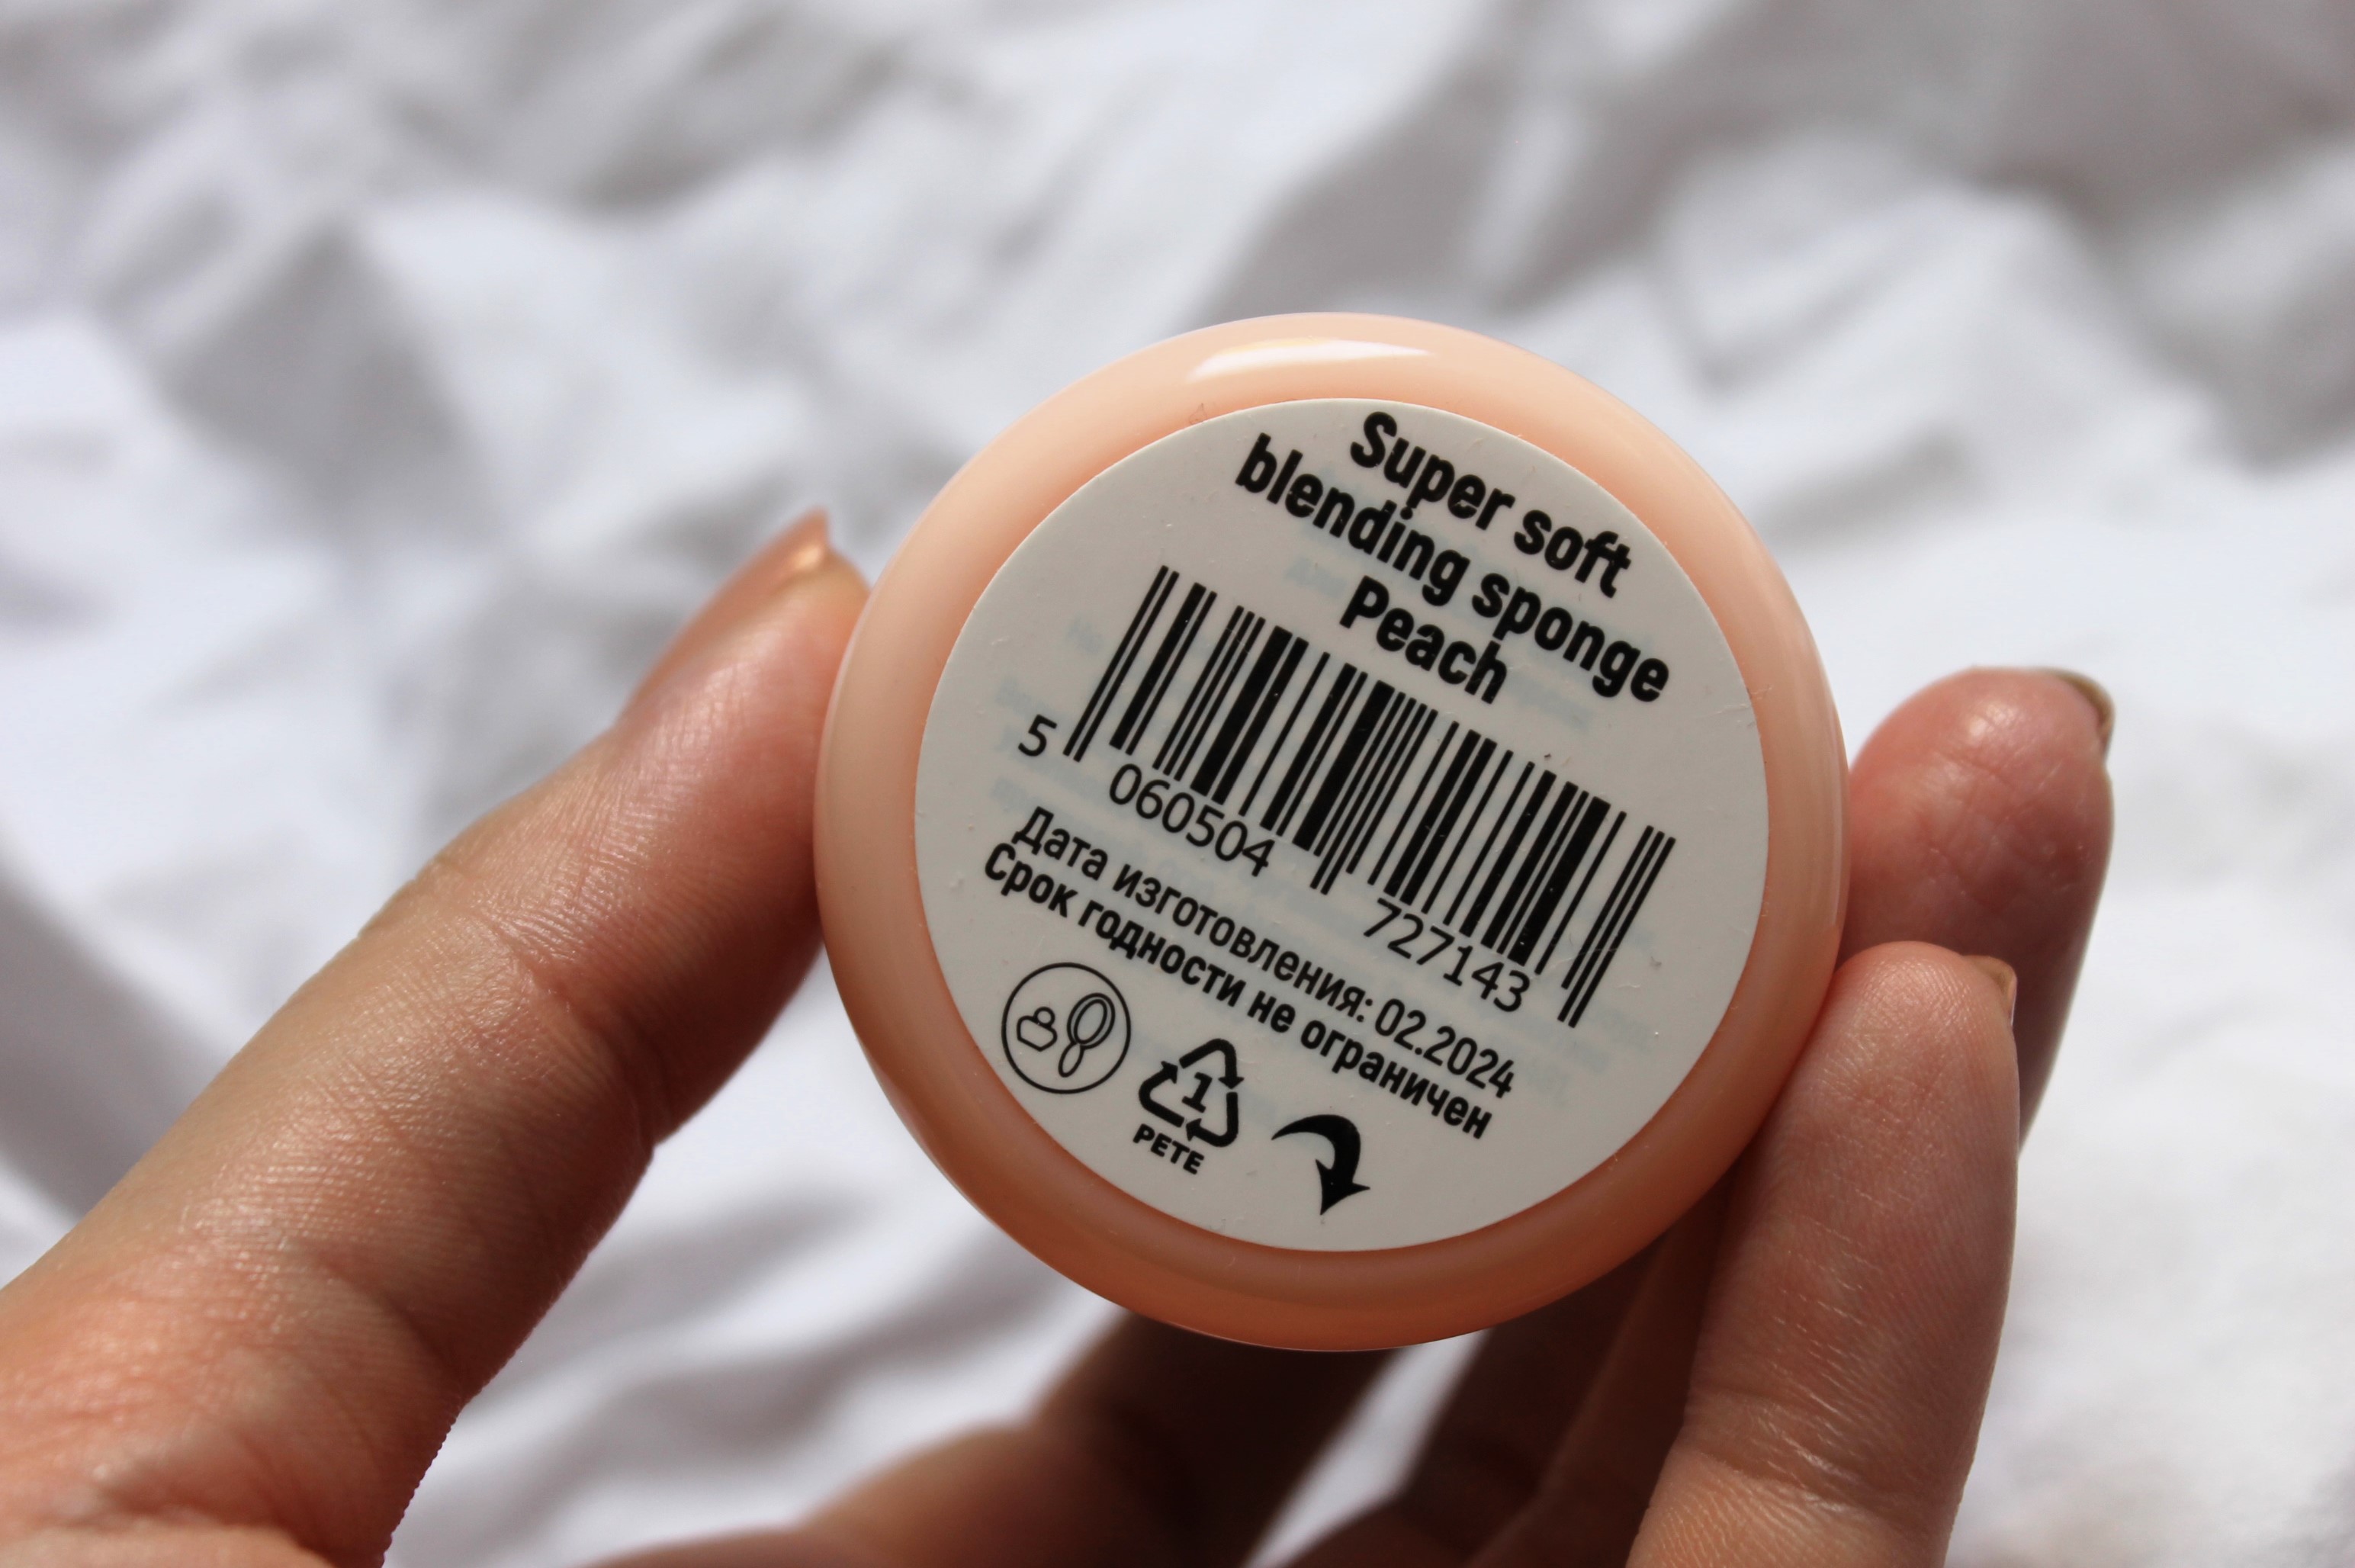 Super soft
blending sponge
Peach
5 060504 727143
Дата изготовления: 02.2024
Срок годности не ограничен
1
PETE